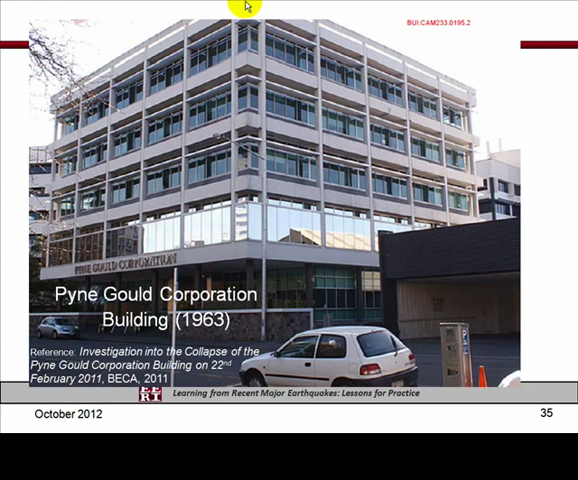 BUI.CAM233.0195.2
PYNE GOULD CORPORATION
Pyne Gould Corporation
Building (1963)
Reference: Investigation into the Collapse of the
Pyne Gould Corporation Building on 22nd
February 2011, BECA, 2011
EERI
Learning from Recent Major Earthquakes: Lessons for Practice
October 2012
35